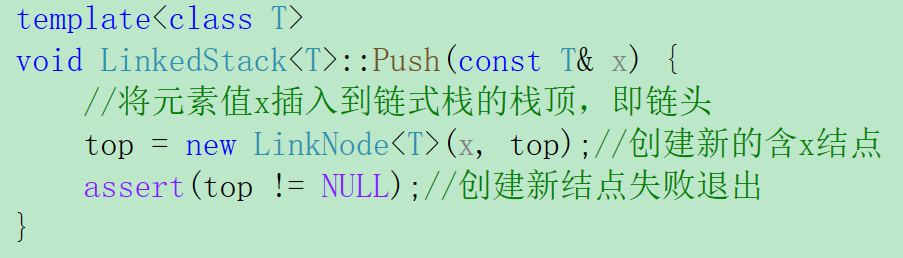 template<class T>
void LinkedStack<T>::Push(const T& x) {
    //将元素值x插入到链式栈的栈顶，即链头
    top = new LinkNode<T>(x, top);//创建新的含x结点
    assert(top != NULL);//创建新结点失败退出
}